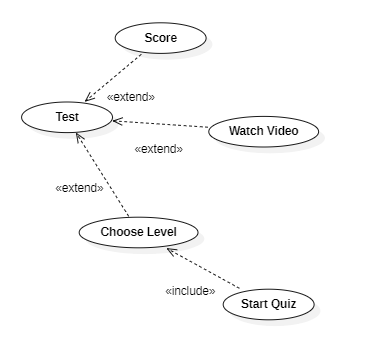 Score
«extend»
Test
Watch Video
«extend»
«extend»
Choose Level
«include»
Start Quiz